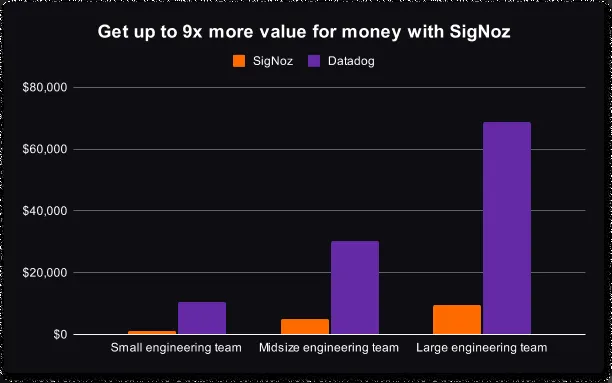 Get up to 9x more value for money with SigNoz
SigNoz Datadog
$80,000
$60,000
$40,000
$20,000
$0
Small engineering team Midsize engineering team Large engineering team